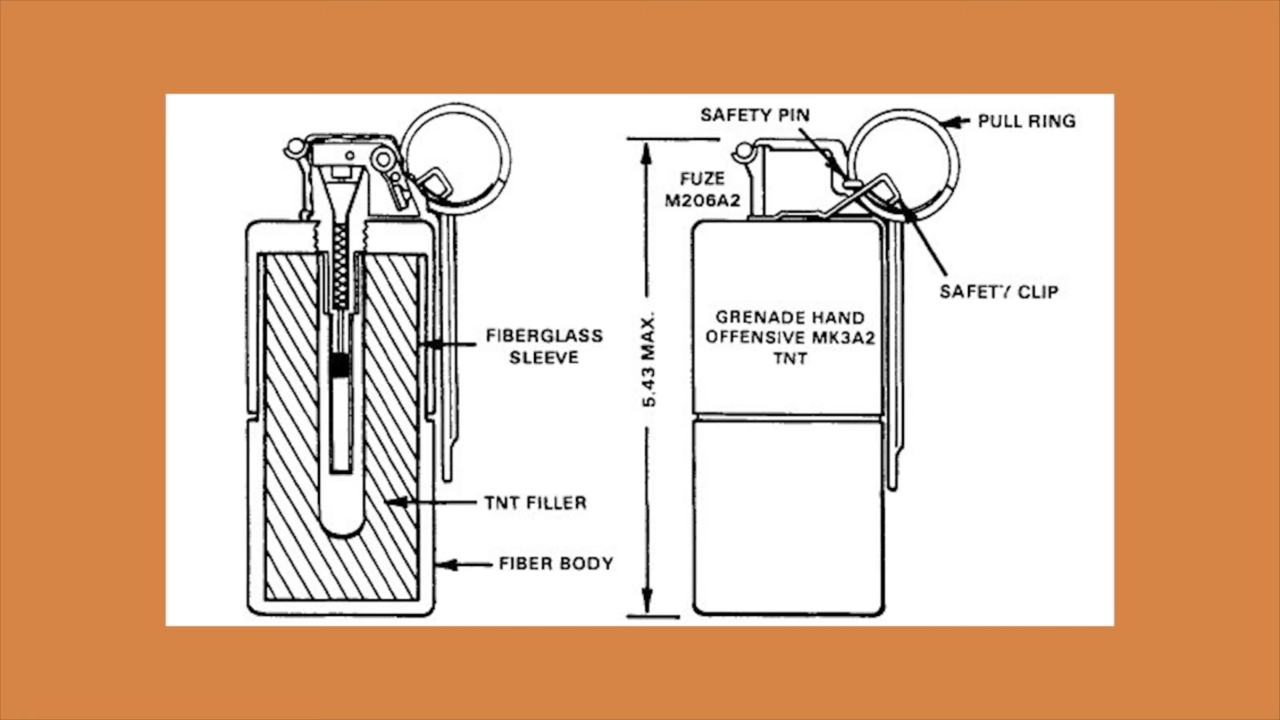 SAFETY PIN
PULL RING
FUZE
M206A2
SAFETY CLIP
GRENADE HAND
OFFENSIVE MK3A2
TNT
5.43 MAX.
FIBERGLASS
SLEEVE
TNT FILLER
FIBER BODY